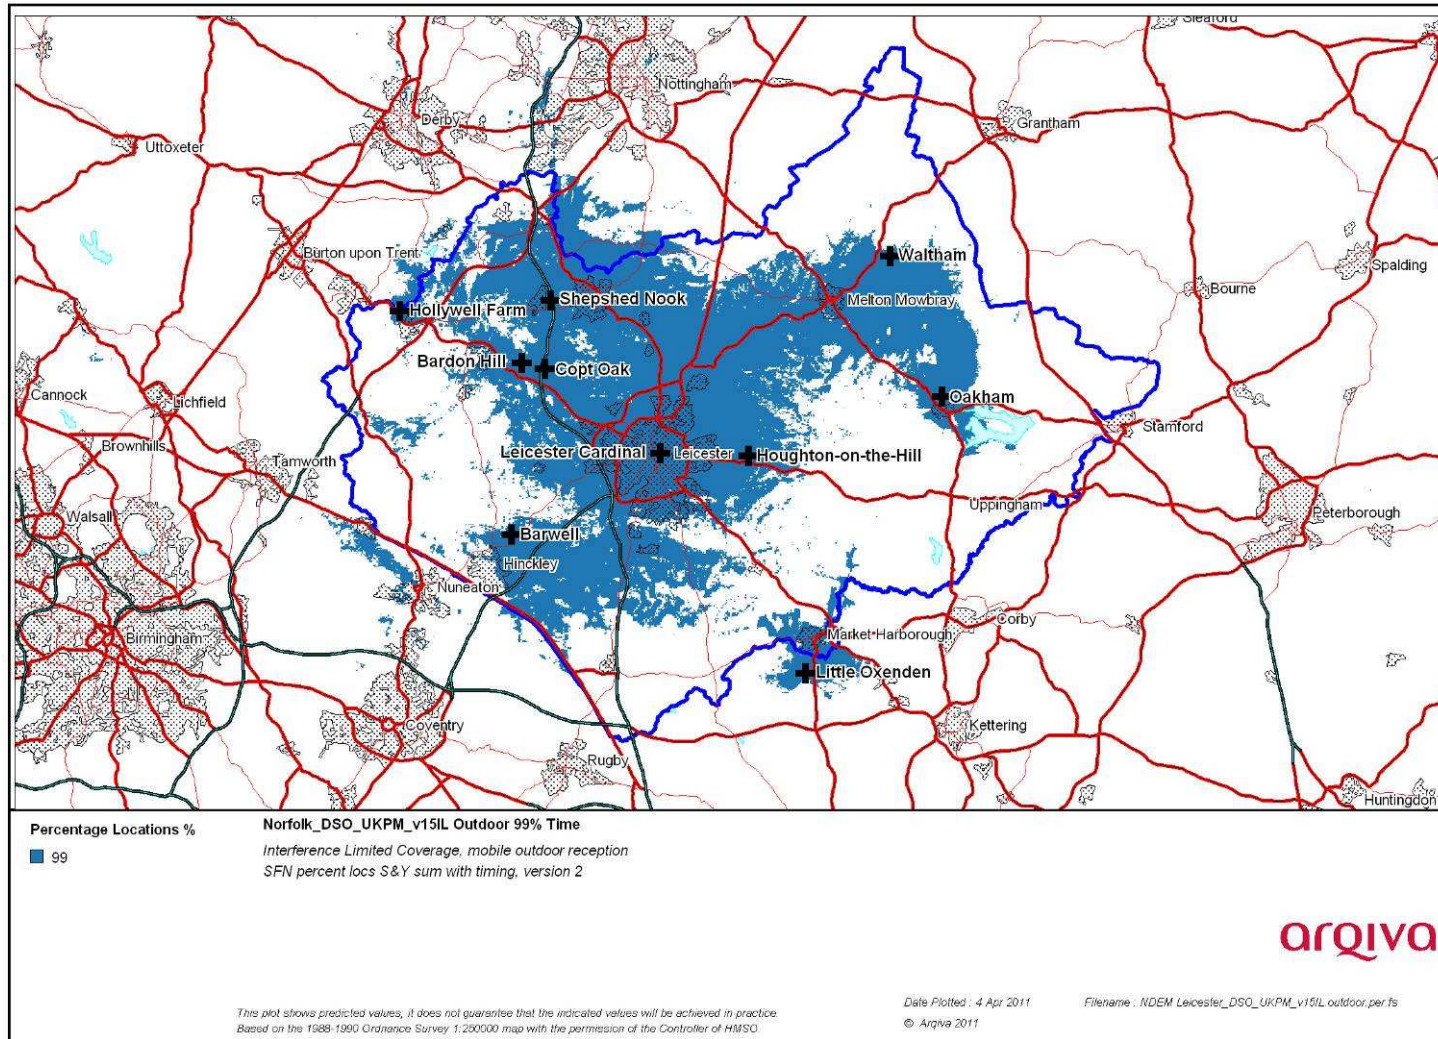 Sleaford
Nottingham
Derby
Grantham
Uttoxeter
Burton upon Trent
Waltham
Spalding
Bourne
Shepshed Nook
Melton Mowbray
Hollywell Farm
Bardon Hill
Copt Oak
Oakham
Cannock
Lichfield
Stamford
Brownhills
Leicester Cardinal
Leicester
Houghton-on-the-Hill
Tamworth
Uppingham
Walsall
Peterborough
Barwell
Hinckley
Nuneaton
Corby
Birmingham
Market Harborough
Little Oxenden
Coventry
Kettering
Rugby
Huntingdon
Percentage Locations %
99
Norfolk_DSO_UKPM_v15IL Outdoor 99% Time
Interference Limited Coverage, mobile outdoor reception
SFN percent locs S&Y sum with timing, version 2
arqiva
This plot shows predicted values; it does not guarantee that the indicated values will be achieved in practice.
Based on the 1988-1990 Ordnance Survey 1:250000 map with the permission of the Controller of HMSO
Date Plotted : 4 Apr 2011
© Arqiva 2011
Filename : NDEM Leicester_DSO_UKPM_v15IL outdoor.per.fs